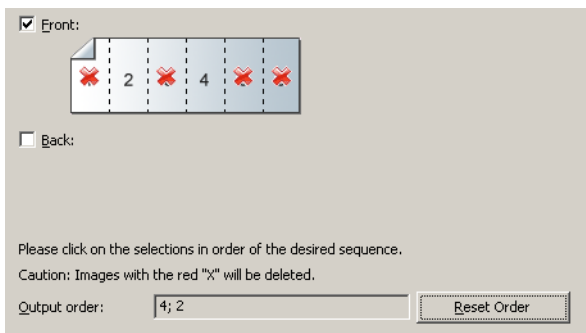 Front:
2 4
Back:
Please click on the selections in order of the desired sequence.
Caution: Images with the red "X" will be deleted.
Output order: 4; 2 Reset Order